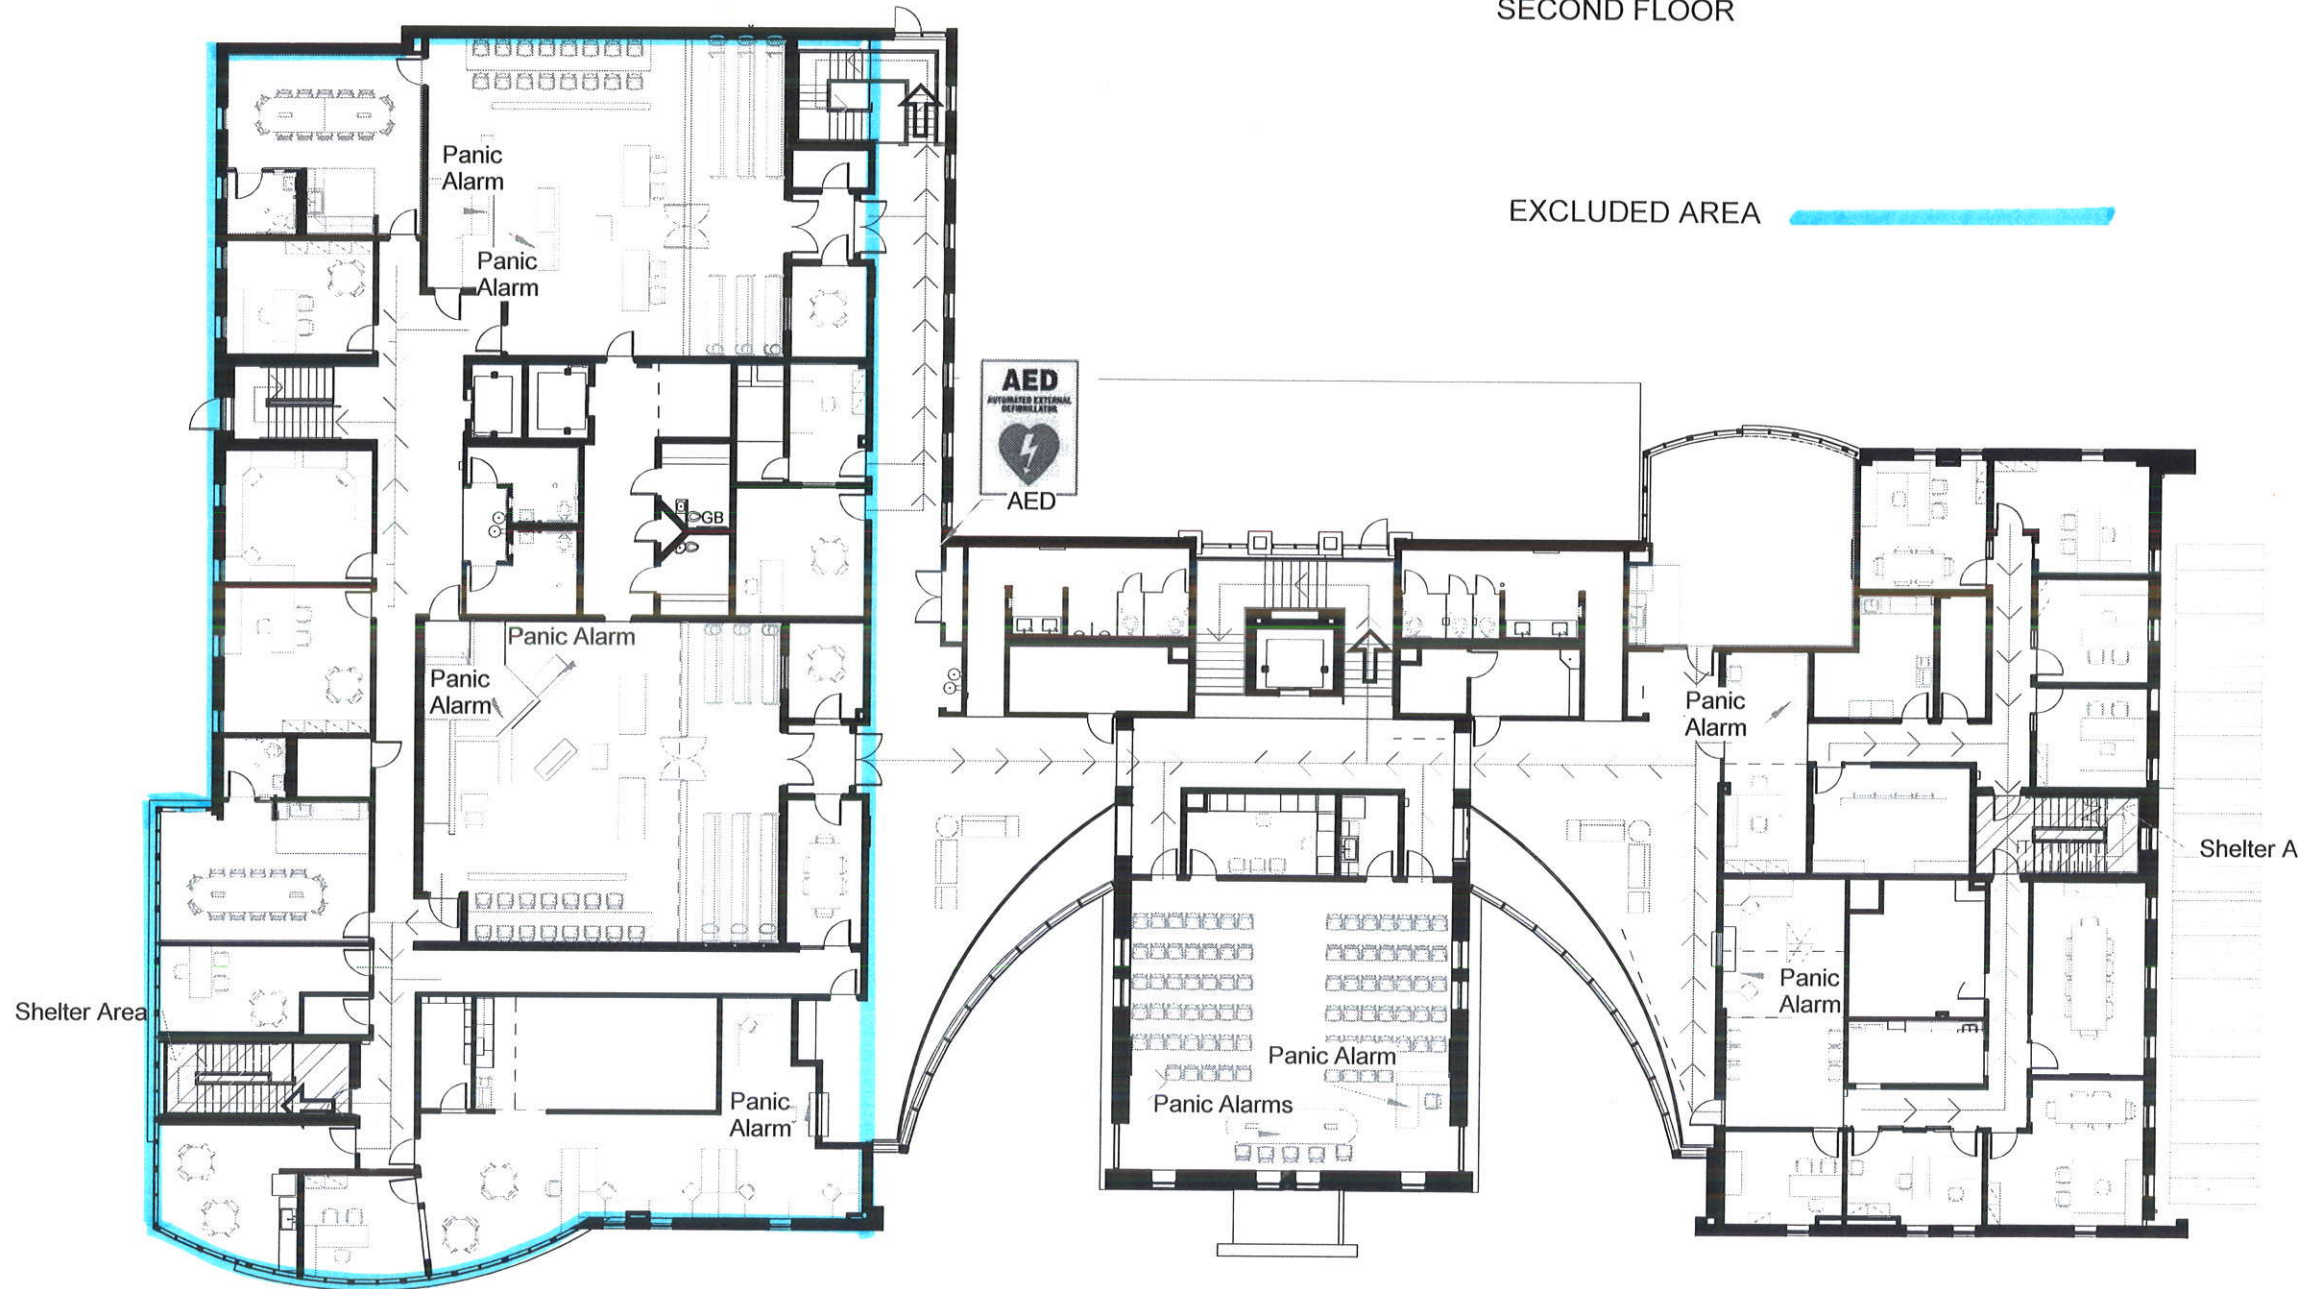 SECOND FLOOR
EXCLUDED AREA
Panic
Alarm
Panic
Alarm
AED
AUTOMATED EXTERNAL
DEFIBRILLATOR
AED
GB
Panic Alarm
Panic
Alarm
Panic
Alarm
Shelter A
Shelter Area
Panic
Alarm
Panic Alarm
Panic Alarms
Panic
Alarm